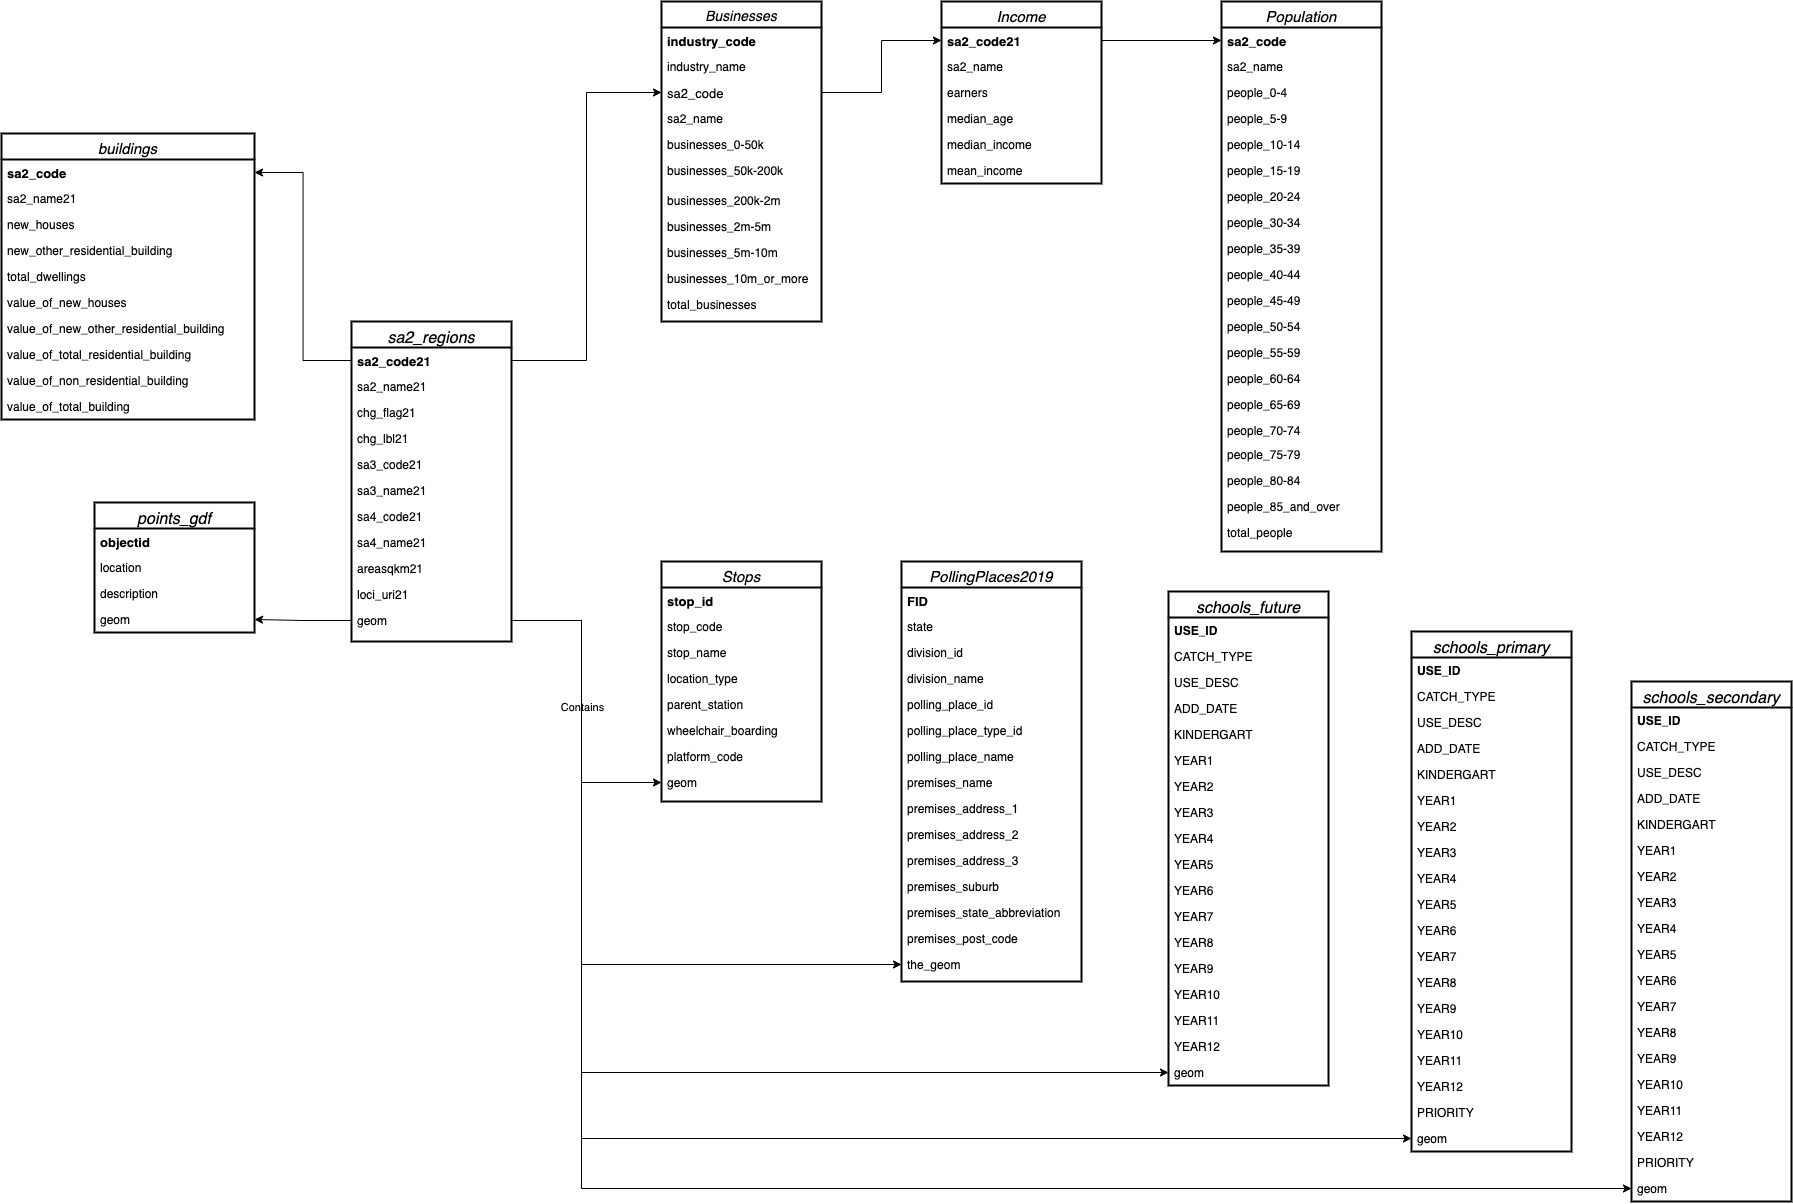 Businesses
industry_code
industry_name
sa2_code
sa2_name
businesses_0-50k
businesses_50k-200k
businesses_200k-2m
businesses_2m-5m
businesses_5m-10m
businesses_10m_or_more
total_businesses
Income
sa2_code21
sa2_name
earners
median_age
median_income
mean_income
Population
sa2_code
sa2_name
people_0-4
people_5-9
people_10-14
people_15-19
people_20-24
people_30-34
people_35-39
people_40-44
people_45-49
people_50-54
people_55-59
people_60-64
people_65-69
people_70-74
people_75-79
people_80-84
people_85_and_over
total_people
buildings
sa2_code
sa2_name21
new_houses
new_other_residential_building
total_dwellings
value_of_new_houses
value_of_new_other_residential_building
value_of_total_residential_building
value_of_non_residential_building
value_of_total_building
sa2_regions
sa2_code21
sa2_name21
chg_flag21
chg_lbl21
sa3_code21
sa3_name21
sa4_code21
sa4_name21
areasqkm21
loci_uri21
geom
points_gdf
objectid
location
description
geom
Contains
Stops
stop_id
stop_code
stop_name
location_type
parent_station
wheelchair_boarding
platform_code
geom
PollingPlaces2019
FID
state
division_id
division_name
polling_place_id
polling_place_type_id
polling_place_name
premises_name
premises_address_1
premises_address_2
premises_address_3
premises_suburb
premises_state_abbreviation
premises_post_code
the_geom
schools_future
USE_ID
CATCH_TYPE
USE_DESC
ADD_DATE
KINDERGART
YEAR1
YEAR2
YEAR3
YEAR4
YEAR5
YEAR6
YEAR7
YEAR8
YEAR9
YEAR10
YEAR11
YEAR12
geom
schools_primary
USE_ID
CATCH_TYPE
USE_DESC
ADD_DATE
KINDERGART
YEAR1
YEAR2
YEAR3
YEAR4
YEAR5
YEAR6
YEAR7
YEAR8
YEAR9
YEAR10
YEAR11
YEAR12
PRIORITY
geom
schools_secondary
USE_ID
CATCH_TYPE
USE_DESC
ADD_DATE
KINDERGART
YEAR1
YEAR2
YEAR3
YEAR4
YEAR5
YEAR6
YEAR7
YEAR8
YEAR9
YEAR10
YEAR11
YEAR12
PRIORITY
geom